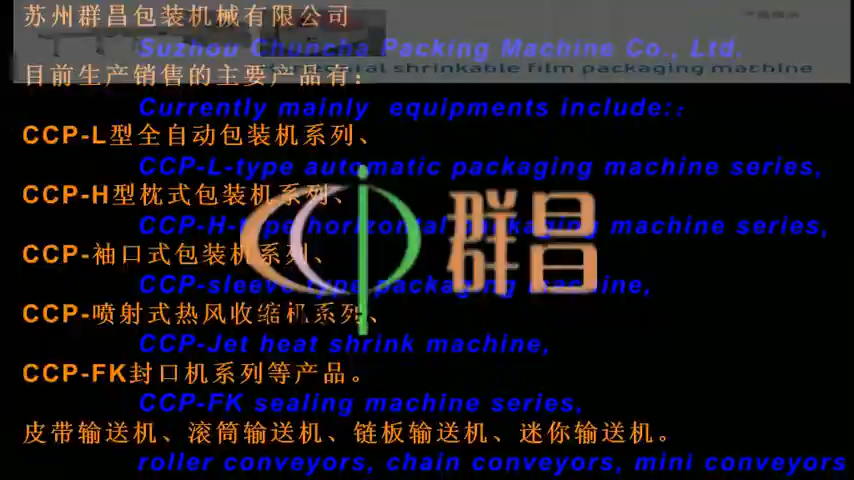 苏州群昌包装机械有限公司
Suzhou Chuncha Packing Machine Co., Ltd.
shrinkable film packaging machine
目前生产销售的主要产品有:
Currently mainly equipments include::
CCP-L型全自动包装机系列、
CCP-L-type automatic packaging machine series,
CCP-H型枕式包装机系列、
CCP-H-type horizontal packaging machine series,
群昌
CCP-袖口式包装机系列、
CCP-sleeve type packaging machine,
CCP-喷射式热风收缩机系列、
CCP-Jet heat shrink machine,
CCP-FK封口机系列等产品。
CCP-FK sealing machine series,
皮带输送机、滚筒输送机、链板输送机、迷你输送机。
roller conveyors, chain conveyors, mini conveyors